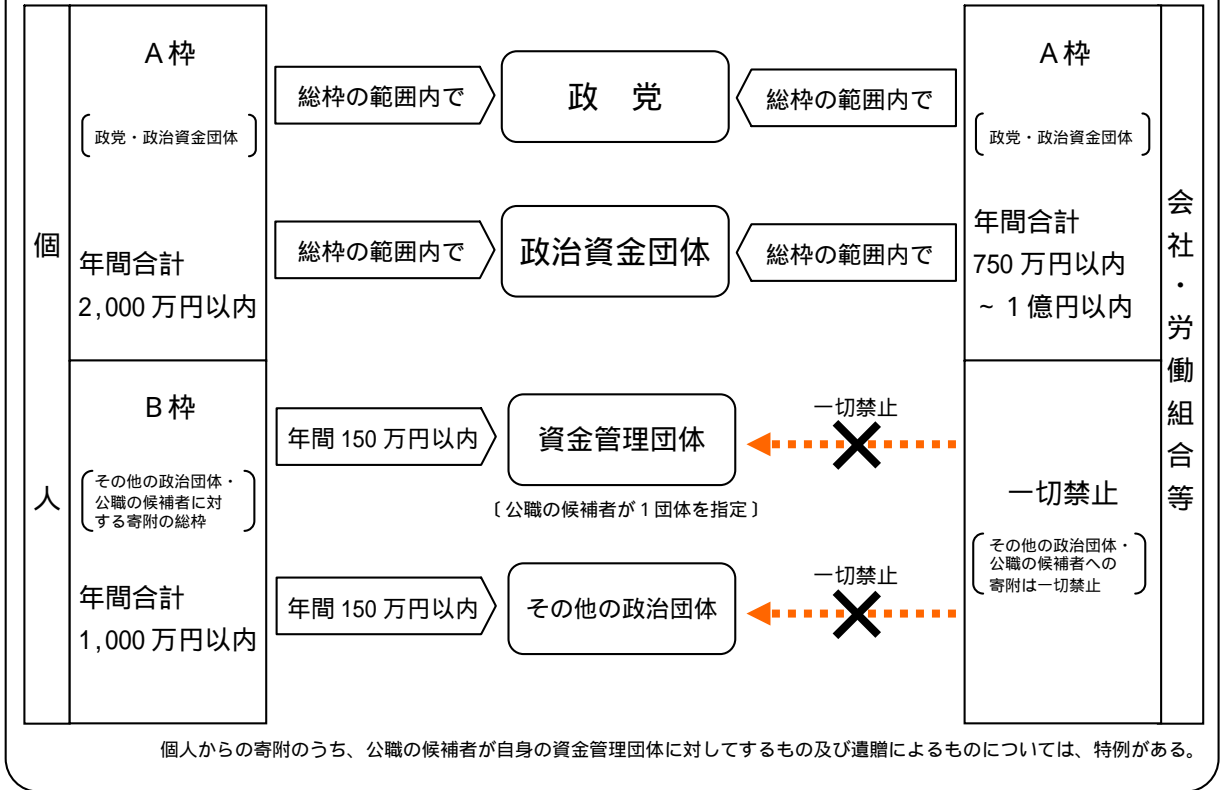 個人
A枠
政党・政治資金団体
年間合計
2,000万円以内
B枠
その他の政治団体・
公職の候補者に対
する寄附の総枠
年間合計
1,000万円以内
総枠の範囲内で
政 党
総枠の範囲内で
総枠の範囲内で
政治資金団体
総枠の範囲内で
年間150万円以内
資金管理団体
一切禁止
〔公職の候補者が1団体を指定〕
年間150万円以内
その他の政治団体
一切禁止
A枠
政党・政治資金団体
年間合計
750万円以内
~1億円以内
一切禁止
その他の政治団体・
公職の候補者への
寄附は一切禁止
会社・労働組合等
個人からの寄附のうち、公職の候補者が自身の資金管理団体に対してするもの及び遺贈によるものについては、特例がある。